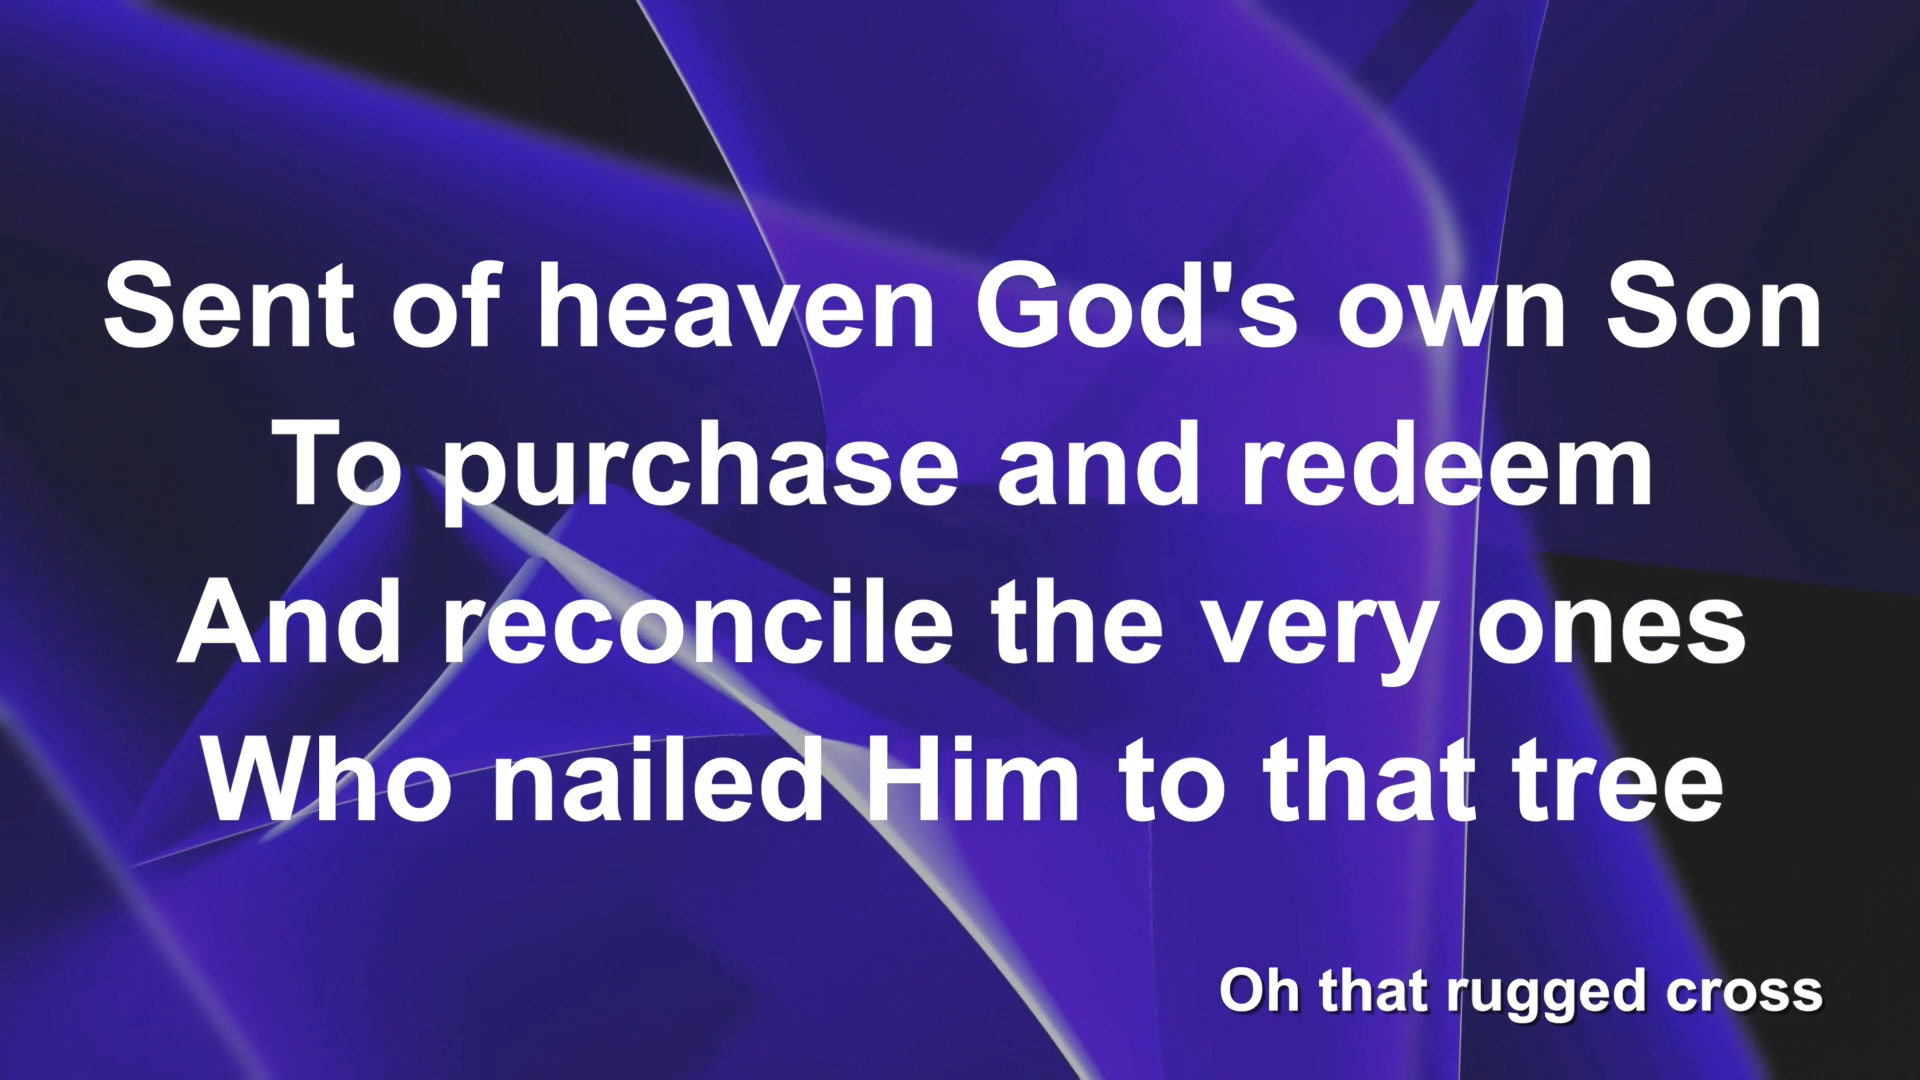 Sent of heaven God's own Son
To purchase and redeem
And reconcile the very ones
Who nailed Him to that tree
Oh that rugged cross